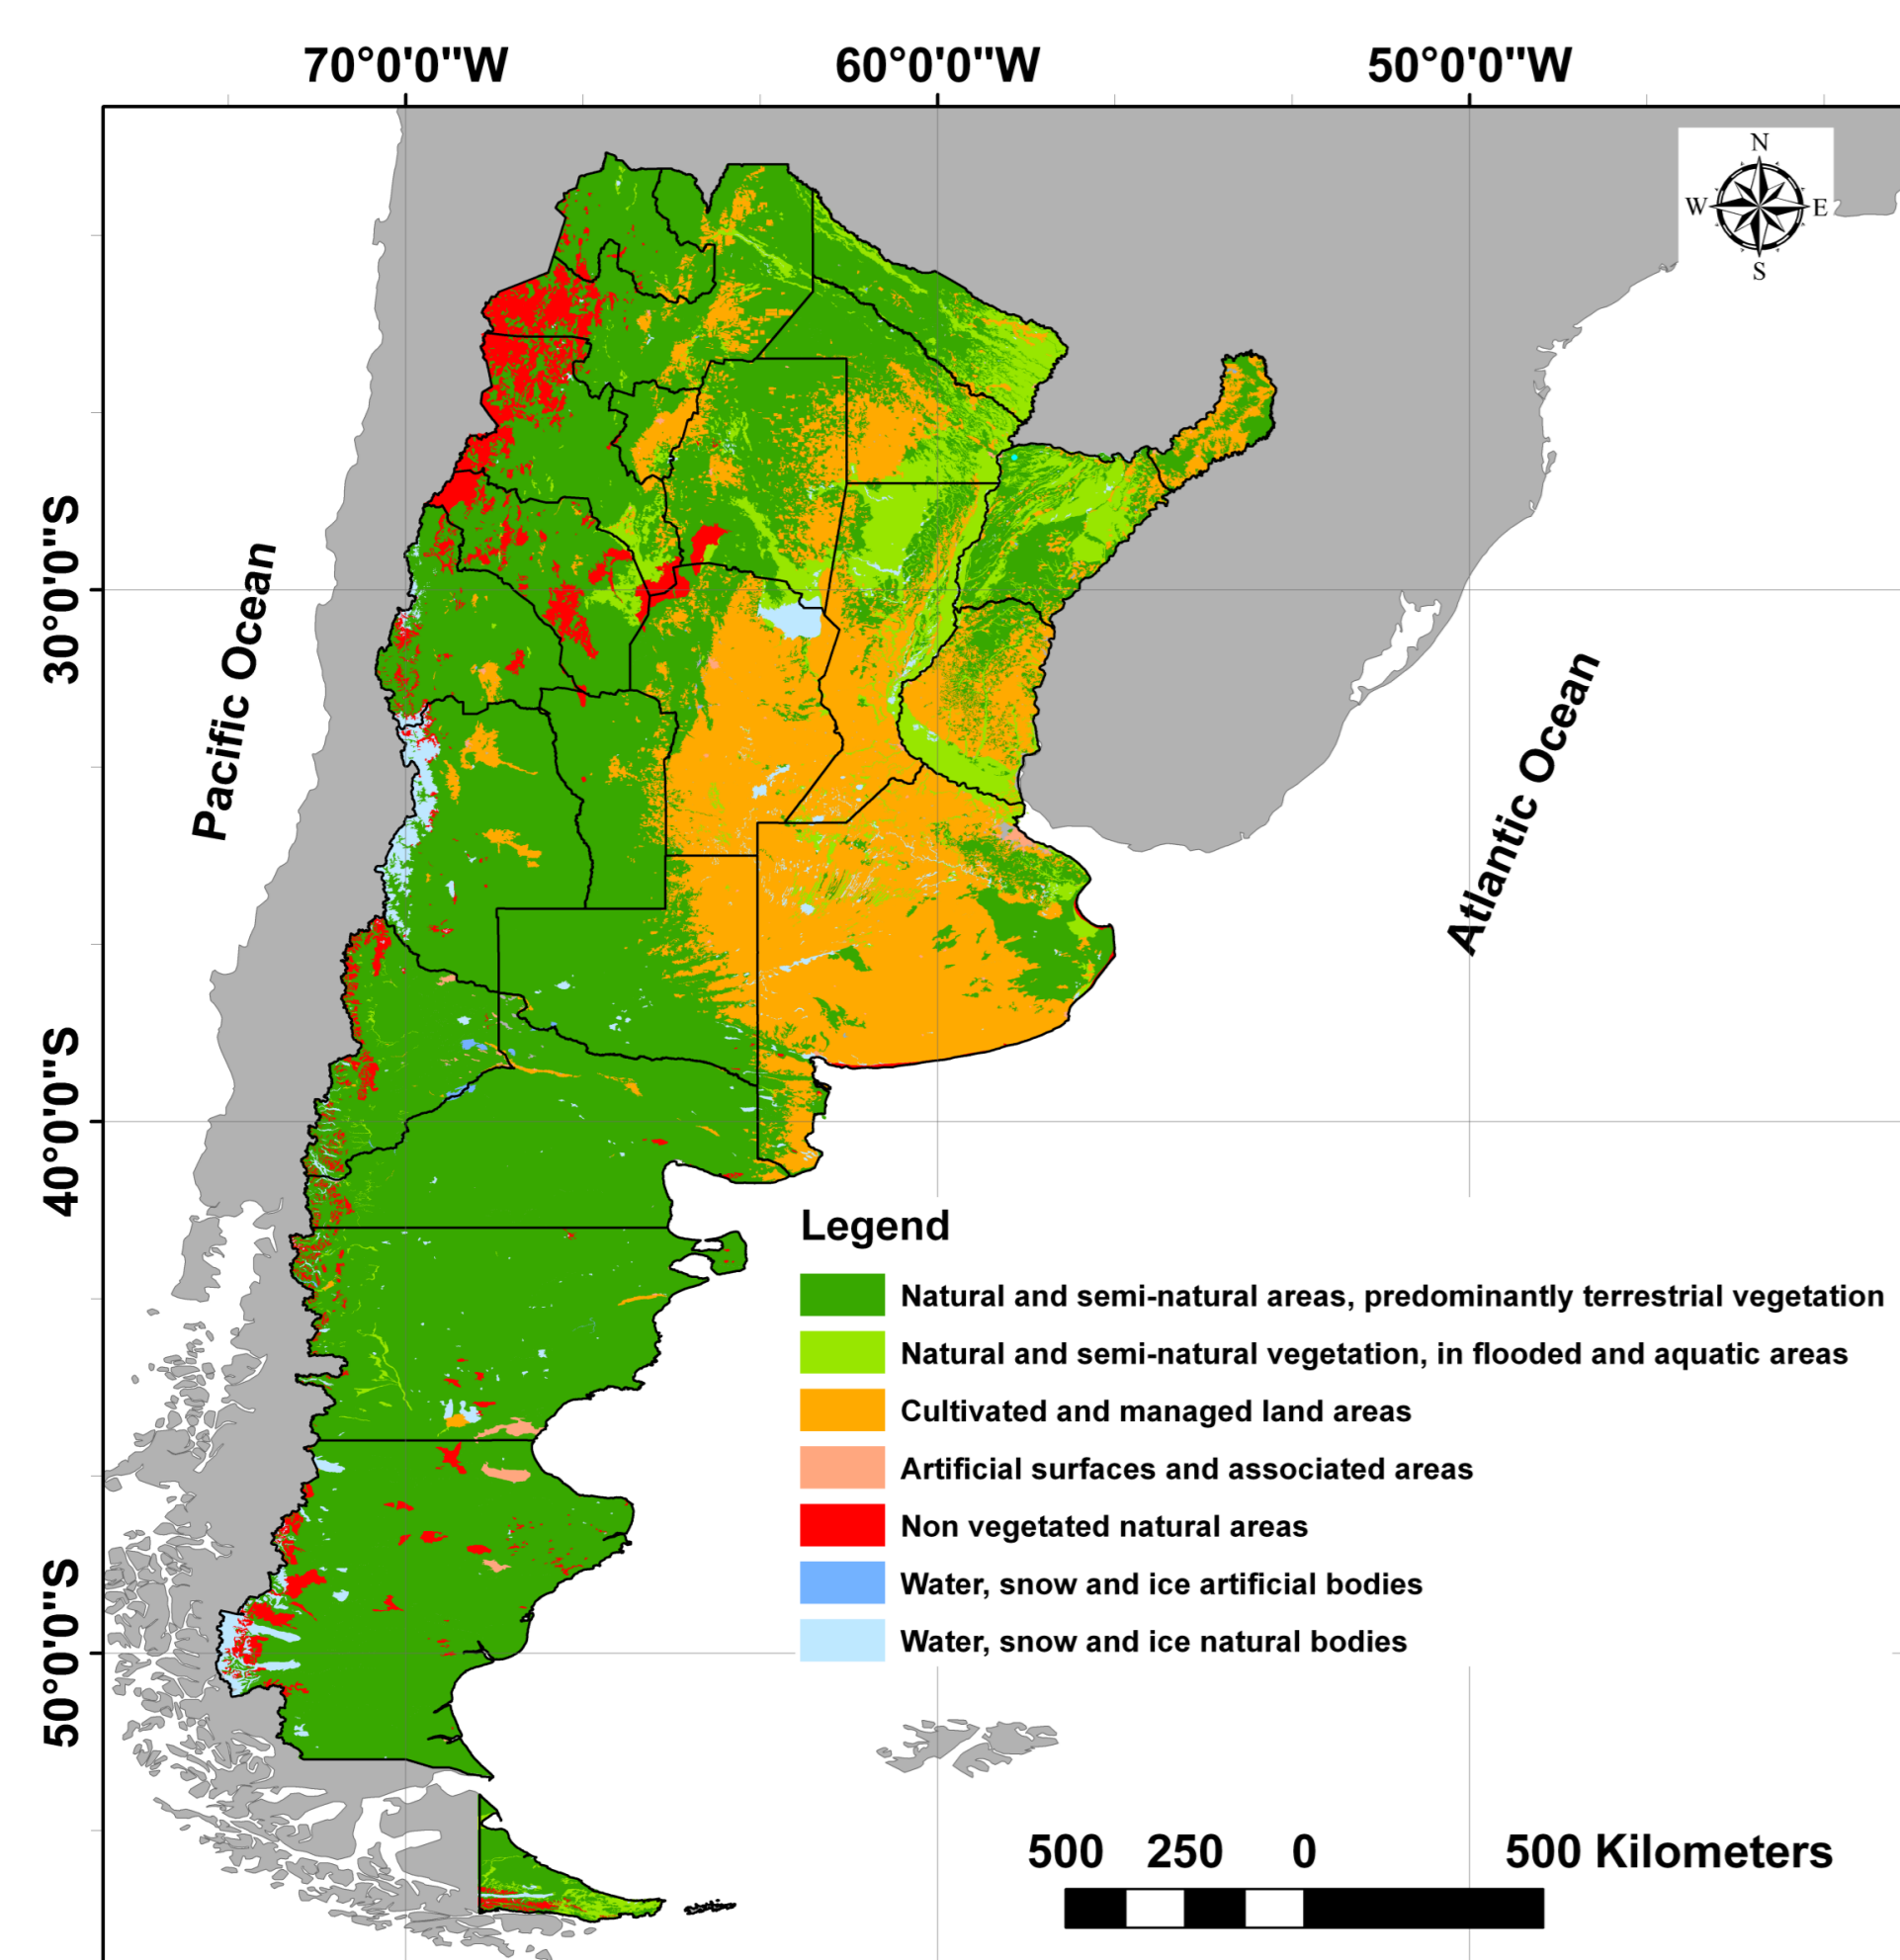 70°0'0"W 60°0'0"W 50°0'0"W
N
W E
S
30°0'0"S
Pacific Ocean
Atlantic Ocean
40°0'0"S
Legend
Natural and semi-natural areas, predominantly terrestrial vegetation
Natural and semi-natural vegetation, in flooded and aquatic areas
Cultivated and managed land areas
Artificial surfaces and associated areas
Non vegetated natural areas
Water, snow and ice artificial bodies
Water, snow and ice natural bodies
50°0'0"S
500 250 0 500 Kilometers